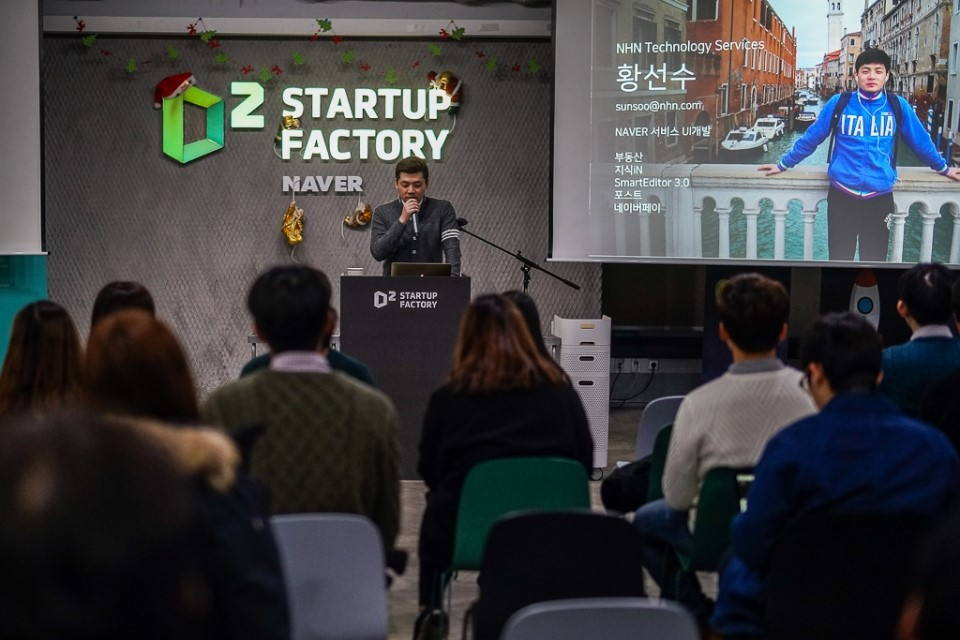 D2 STARTUP
FACTORY
NAVER
D2 STARTUP
FACTORY
NHN Technology Services
황선수
sunsoo@nhn.com
NAVER 서비스 UI개발
부동산
지식iN
SmartEditor 3.0
포스트
네이버페이
ITALIA